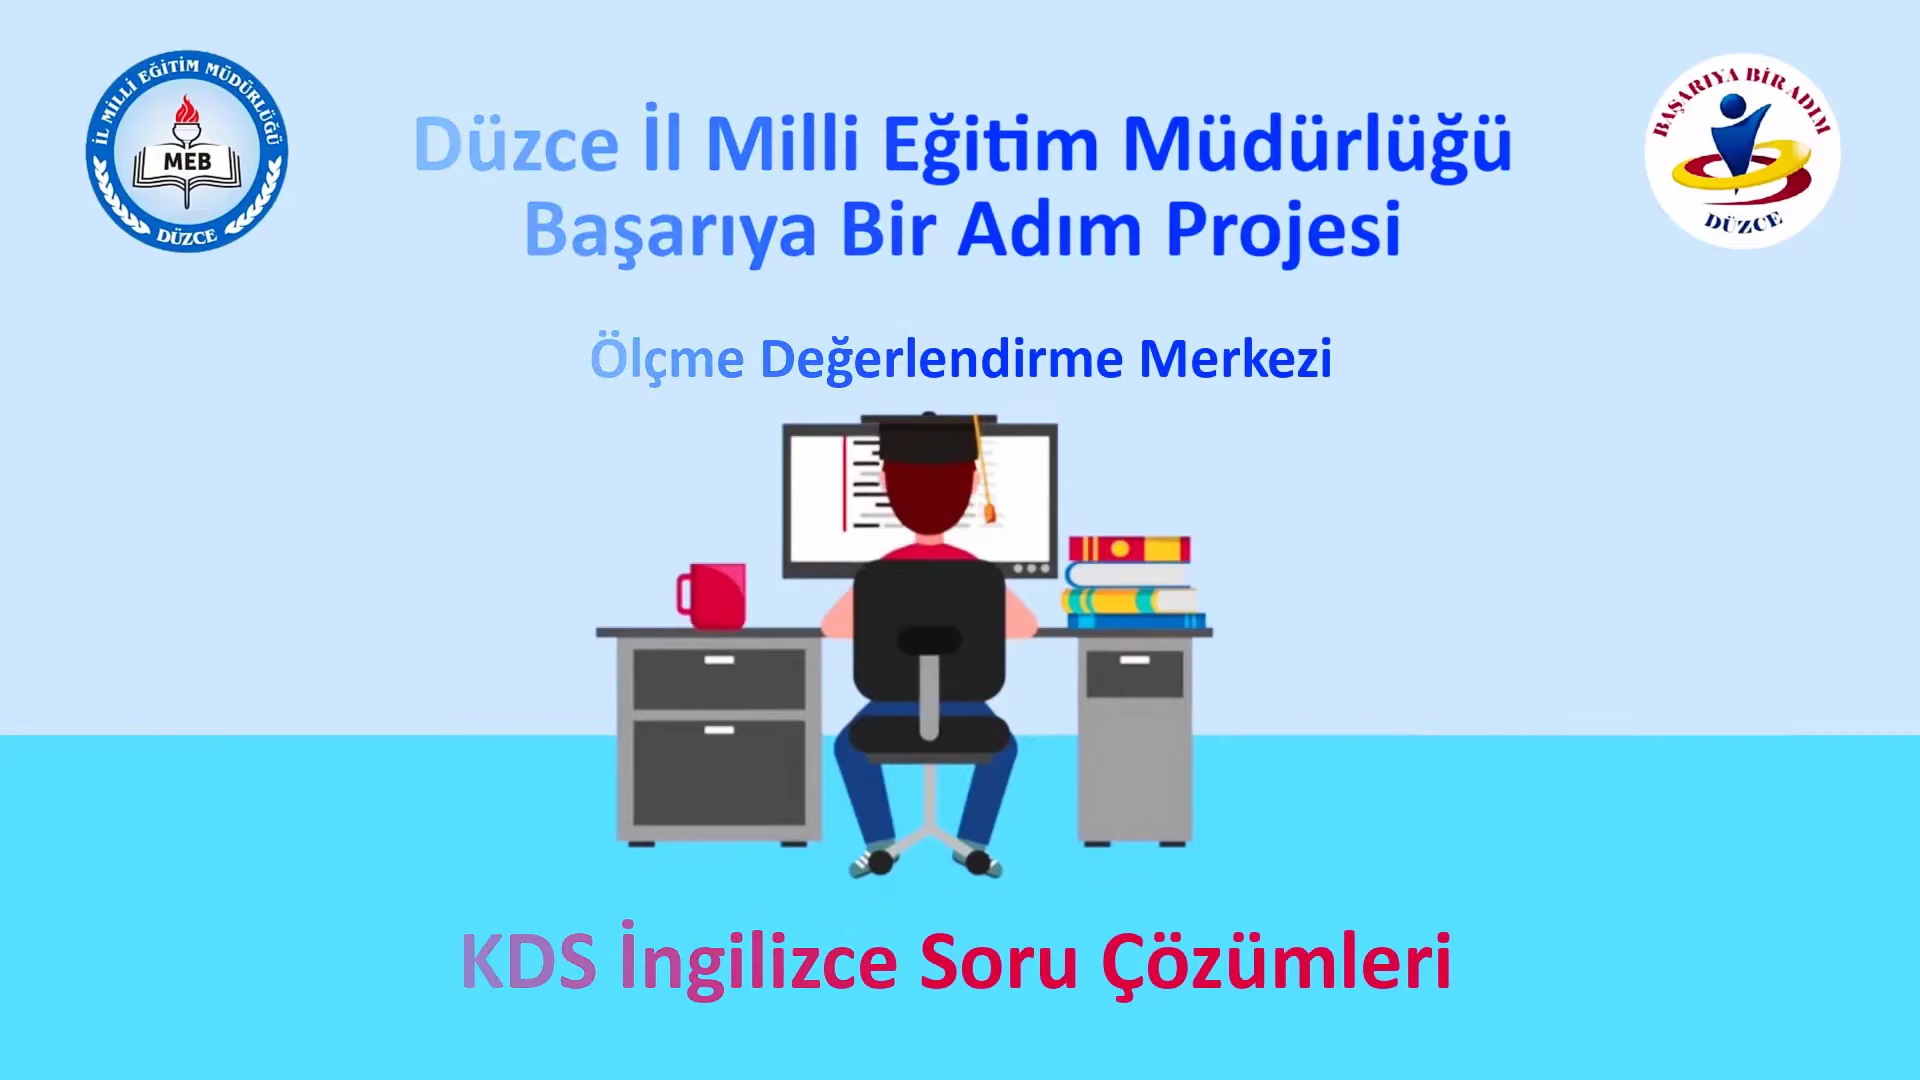 İL MİLLİ EĞİTİM MÜDÜRLÜĞÜ
MEB
DÜZCE
Düzce İl Milli Eğitim Müdürlüğü
Başarıya Bir Adım Projesi
BAŞARIYA BİR ADIM
DÜZCE
Ölçme Değerlendirme Merkezi
KDS İngilizce Soru Çözümleri